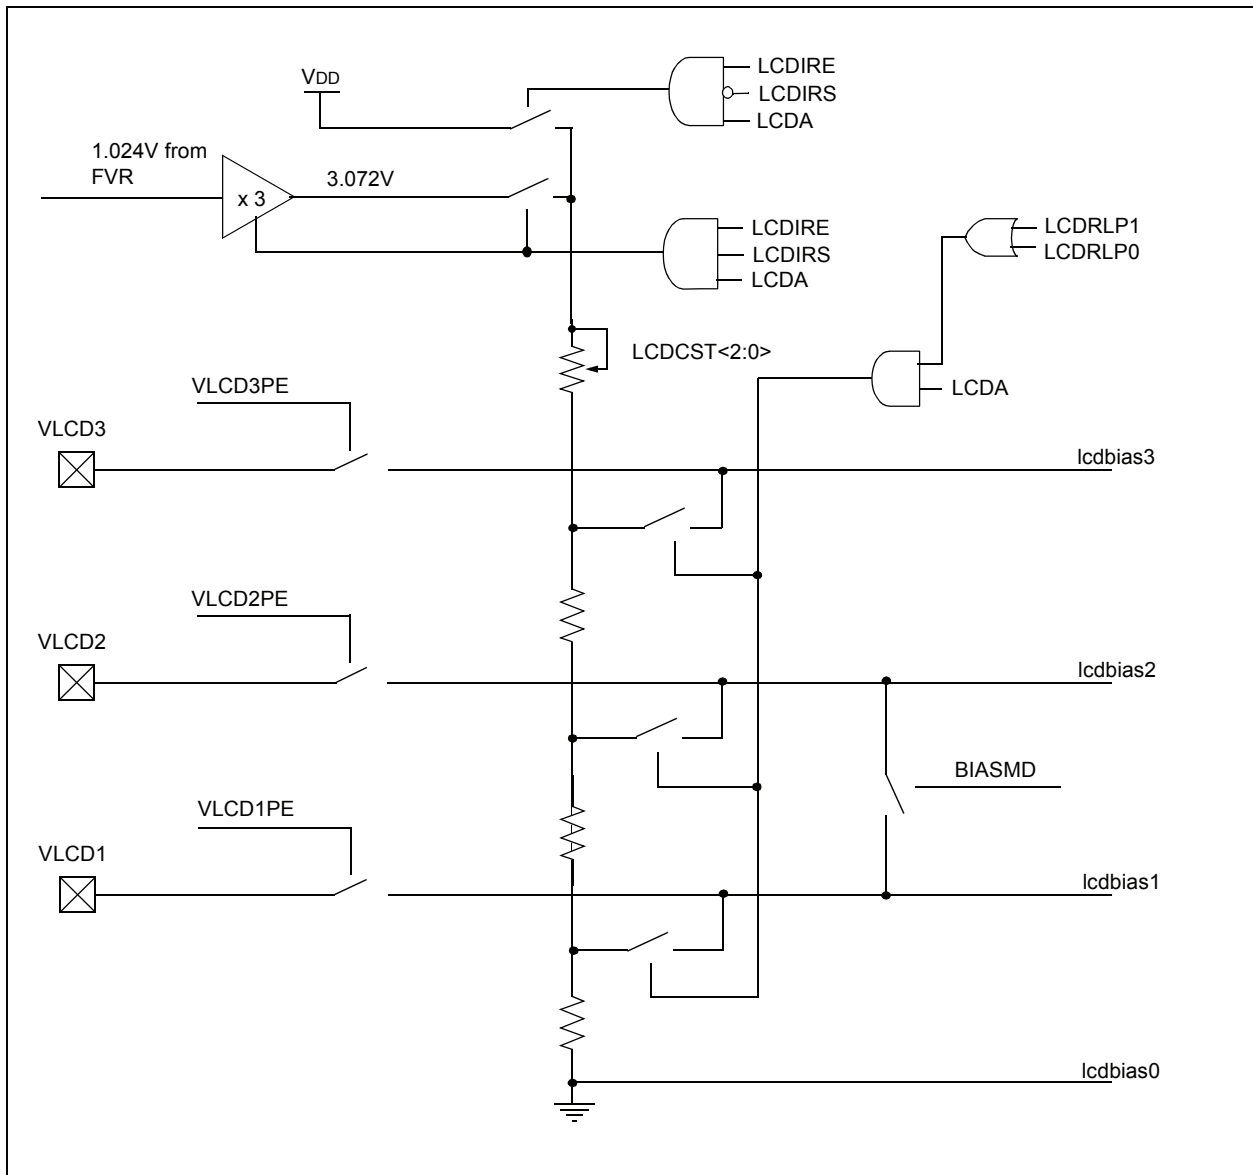 VDD
LCDIRE
LCDIRS
LCDA
1.024V from
FVR
x 3
3.072V
LCDIRE
LCDIRS
LCDA
LCDRLP1
LCDRLP0
LCDCST<2:0>
LCDA
VLCD3PE
VLCD3
lcdbias3
VLCD2PE
VLCD2
lcdbias2
BIASMD
VLCD1PE
VLCD1
lcdbias1
lcdbias0